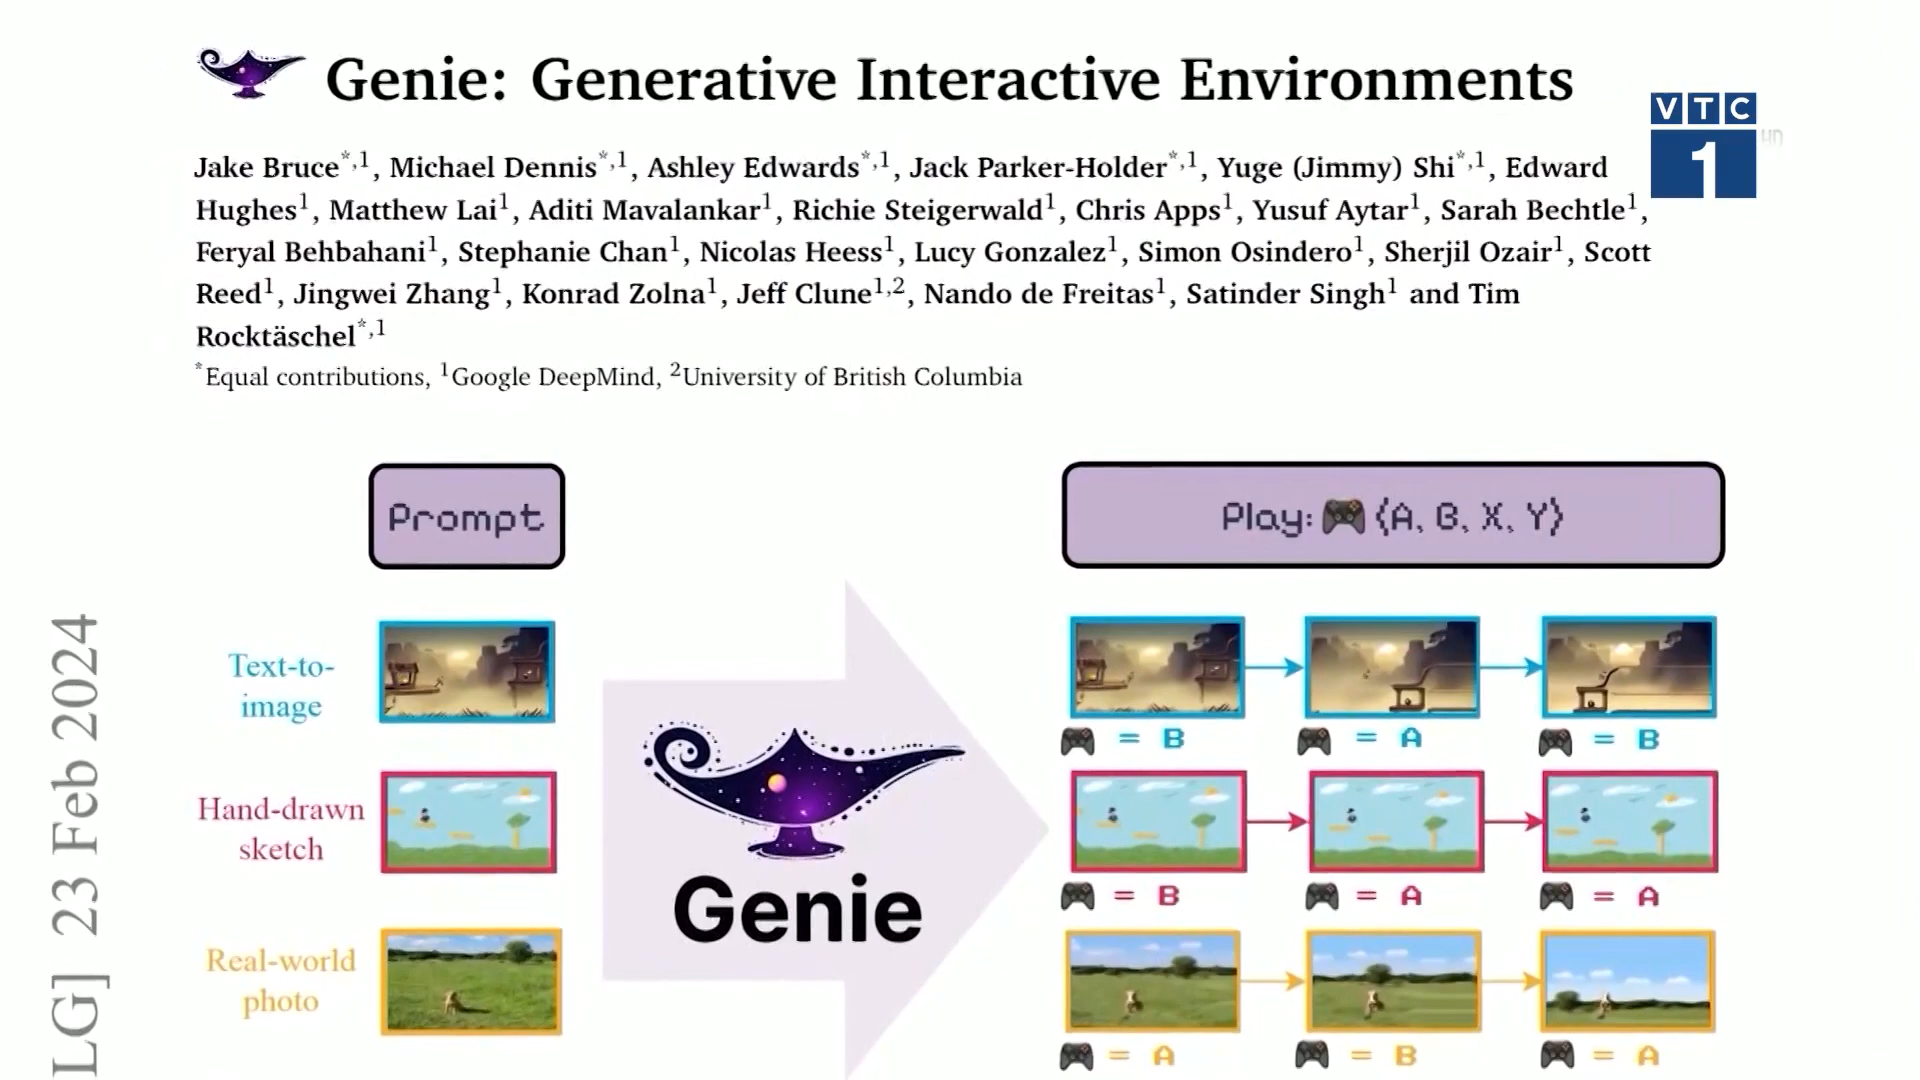 Genie: Generative Interactive Environments
VTC
1
Jake Bruce*,1, Michael Dennis*,1, Ashley Edwards*,1, Jack Parker-Holder*,1, Yuge (Jimmy) Shi*,1, Edward
Hughes1, Matthew Lai1, Aditi Mavalankar1, Richie Steigerwald1, Chris Apps1, Yusuf Aytar1, Sarah Bechtle1,
Feryal Behbahani1, Stephanie Chan1, Nicolas Heess1, Lucy Gonzalez1, Simon Osindero1, Sherjil Ozair1, Scott
Reed1, Jingwei Zhang1, Konrad Zolna1, Jeff Clune1,2, Nando de Freitas1, Satinder Singh1 and Tim
Rocktäschel*,1
*Equal contributions, 1Google DeepMind, 2University of British Columbia
Prompt
Play: {A, B, X, Y}
Text-to-
image
= B = A = B
Hand-drawn
sketch
= B = A = A
Real-world
photo
= A = B = A
Genie
LG] 23 Feb 2024